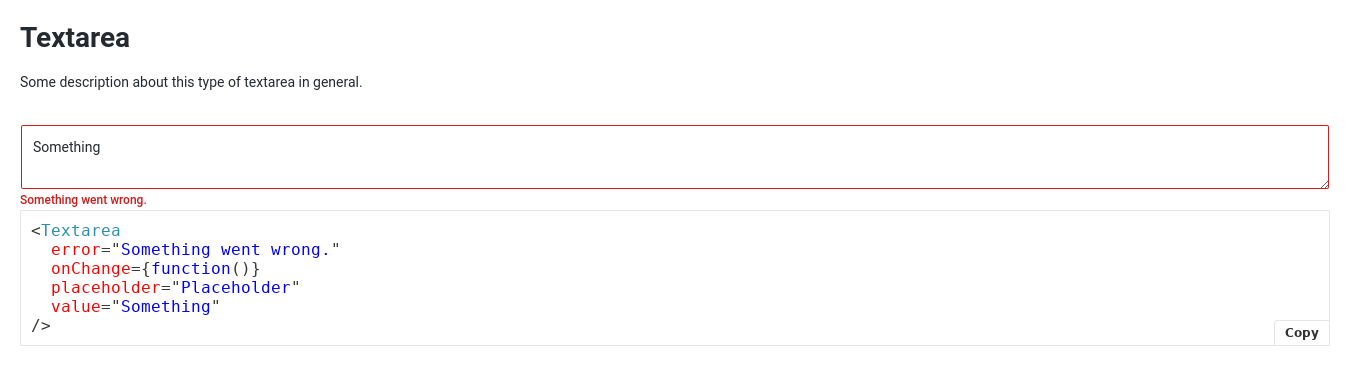 Textarea
Some description about this type of textarea in general.
Something
Something went wrong.
<Textarea
  error="Something went wrong."
  onChange={function()}
  placeholder="Placeholder"
  value="Something"
/>
Copy